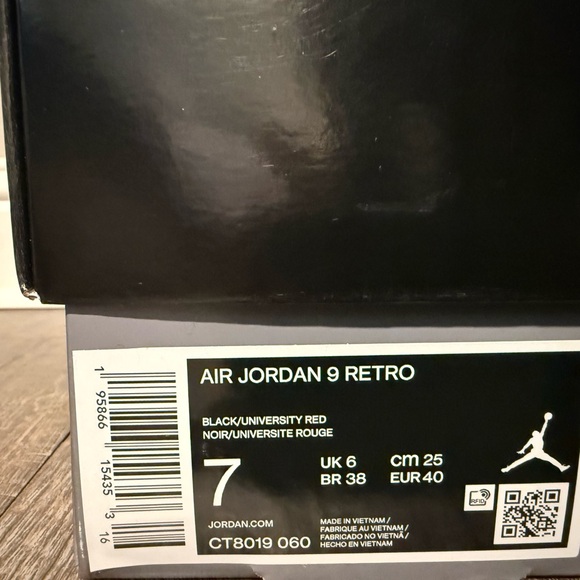 AIR JORDAN 9 RETRO
BLACK/UNIVERSITY RED
NOIR/UNIVERSITE ROUGE
7
UK 6 CM 25
BR 38 EUR 40
JORDAN.COM
CT8019 060
MADE IN VIETNAM /
FABRIQUE AU VIETNAM /
FABRICADO NO VIETNÃ /
HECHO EN VIETNAM
RFID
1 95866 15435 3 16